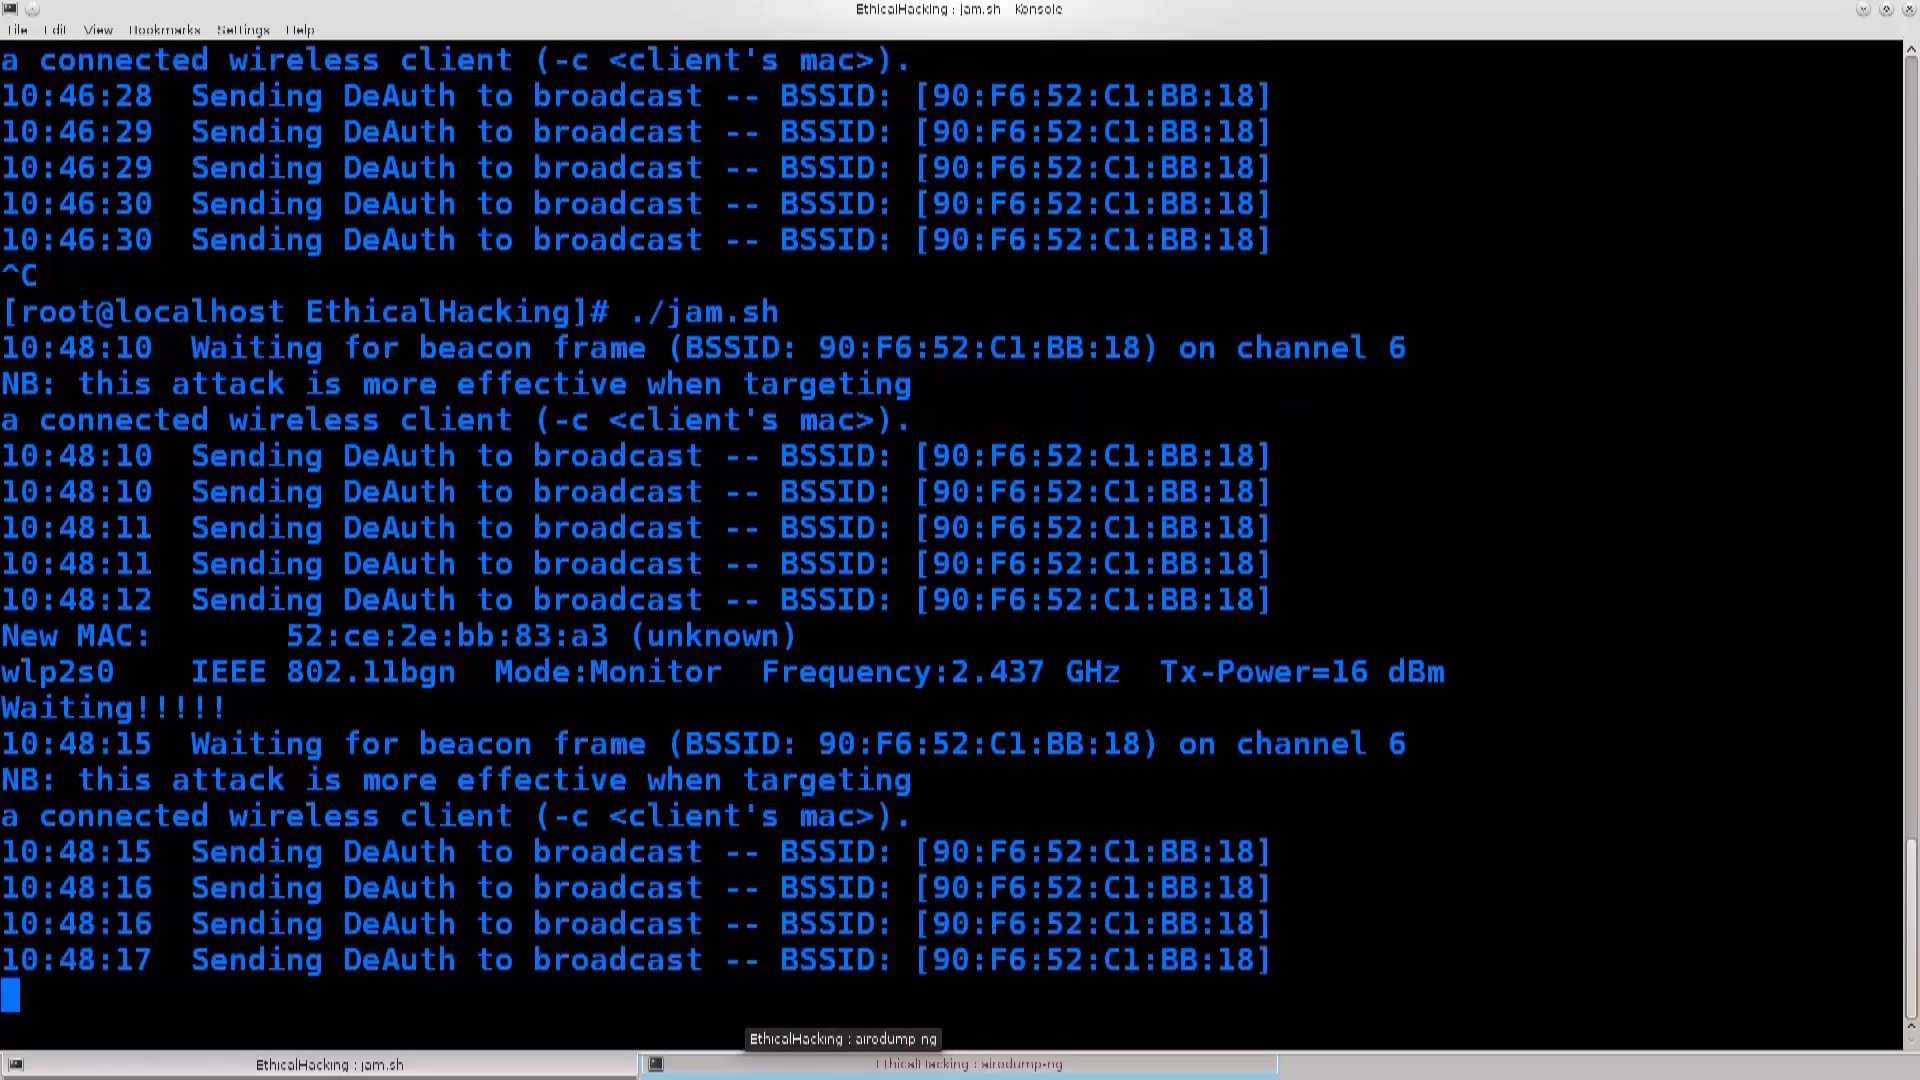 EthicalHacking : jam.sh – Konsole
File Edit View Bookmarks Settings Help
a connected wireless client (-c <client's mac>).
10:46:28  Sending DeAuth to broadcast -- BSSID: [90:F6:52:C1:BB:18]
10:46:29  Sending DeAuth to broadcast -- BSSID: [90:F6:52:C1:BB:18]
10:46:29  Sending DeAuth to broadcast -- BSSID: [90:F6:52:C1:BB:18]
10:46:30  Sending DeAuth to broadcast -- BSSID: [90:F6:52:C1:BB:18]
10:46:30  Sending DeAuth to broadcast -- BSSID: [90:F6:52:C1:BB:18]
^C
[root@localhost EthicalHacking]# ./jam.sh
10:48:10  Waiting for beacon frame (BSSID: 90:F6:52:C1:BB:18) on channel 6
NB: this attack is more effective when targeting
a connected wireless client (-c <client's mac>).
10:48:10  Sending DeAuth to broadcast -- BSSID: [90:F6:52:C1:BB:18]
10:48:10  Sending DeAuth to broadcast -- BSSID: [90:F6:52:C1:BB:18]
10:48:11  Sending DeAuth to broadcast -- BSSID: [90:F6:52:C1:BB:18]
10:48:11  Sending DeAuth to broadcast -- BSSID: [90:F6:52:C1:BB:18]
10:48:12  Sending DeAuth to broadcast -- BSSID: [90:F6:52:C1:BB:18]
New MAC:       52:ce:2e:bb:83:a3 (unknown)
wlp2s0    IEEE 802.11bgn  Mode:Monitor  Frequency:2.437 GHz  Tx-Power=16 dBm
Waiting!!!!!
10:48:15  Waiting for beacon frame (BSSID: 90:F6:52:C1:BB:18) on channel 6
NB: this attack is more effective when targeting
a connected wireless client (-c <client's mac>).
10:48:15  Sending DeAuth to broadcast -- BSSID: [90:F6:52:C1:BB:18]
10:48:16  Sending DeAuth to broadcast -- BSSID: [90:F6:52:C1:BB:18]
10:48:16  Sending DeAuth to broadcast -- BSSID: [90:F6:52:C1:BB:18]
10:48:17  Sending DeAuth to broadcast -- BSSID: [90:F6:52:C1:BB:18]
EthicalHacking : airodump-ng
EthicalHacking : jam.sh
EthicalHacking : airodump-ng